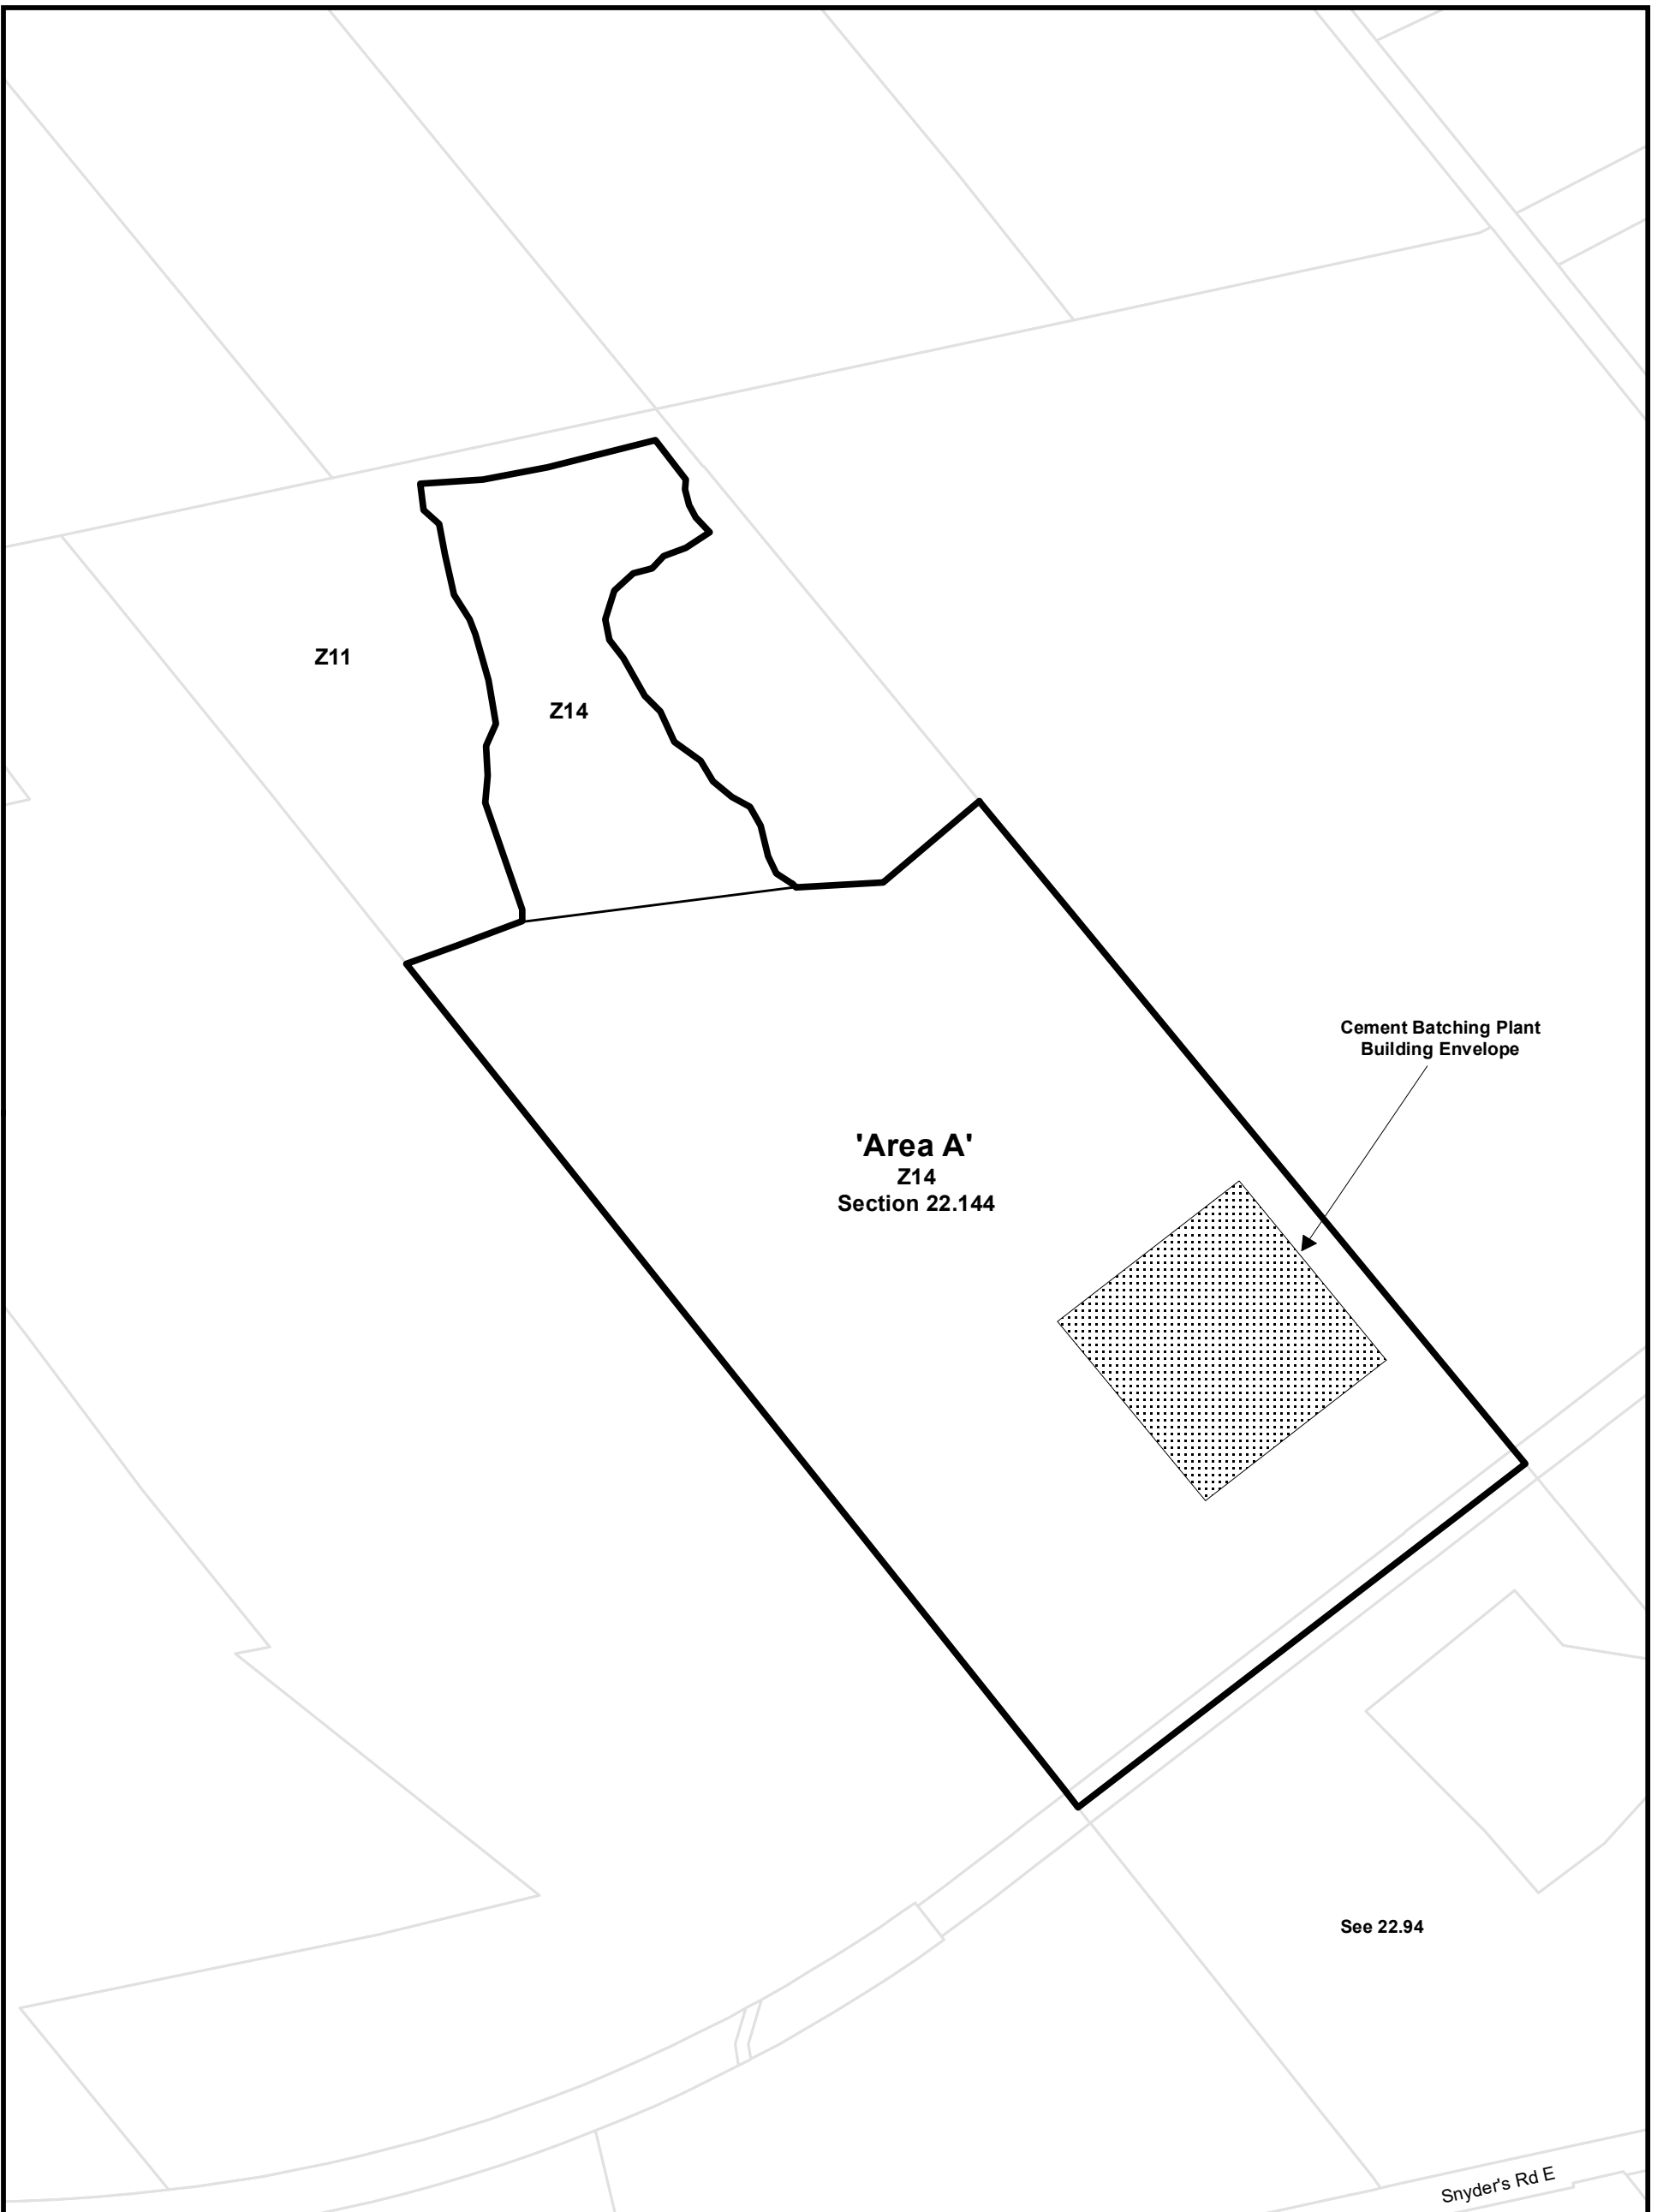 Z11
Z14
Cement Batching Plant
Building Envelope
'Area A'
Z14
Section 22.144
See 22.94
Snyder's Rd E